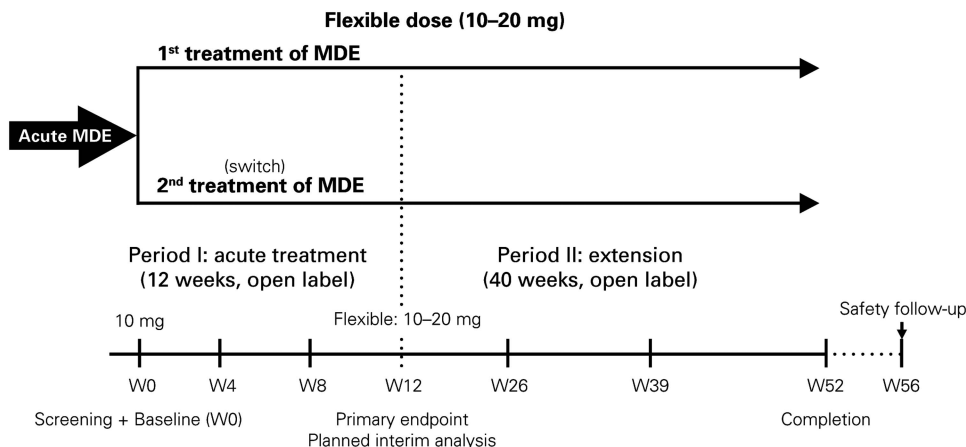 Flexible dose (10–20 mg)
1st treatment of MDE
Acute MDE
(switch)
2nd treatment of MDE
Period I: acute treatment
(12 weeks, open label)
Period II: extension
(40 weeks, open label)
Safety follow-up
10 mg
Flexible: 10–20 mg
W0 W4 W8 W12 W26 W39 W52 W56
Screening + Baseline (W0) Primary endpoint Completion
Planned interim analysis